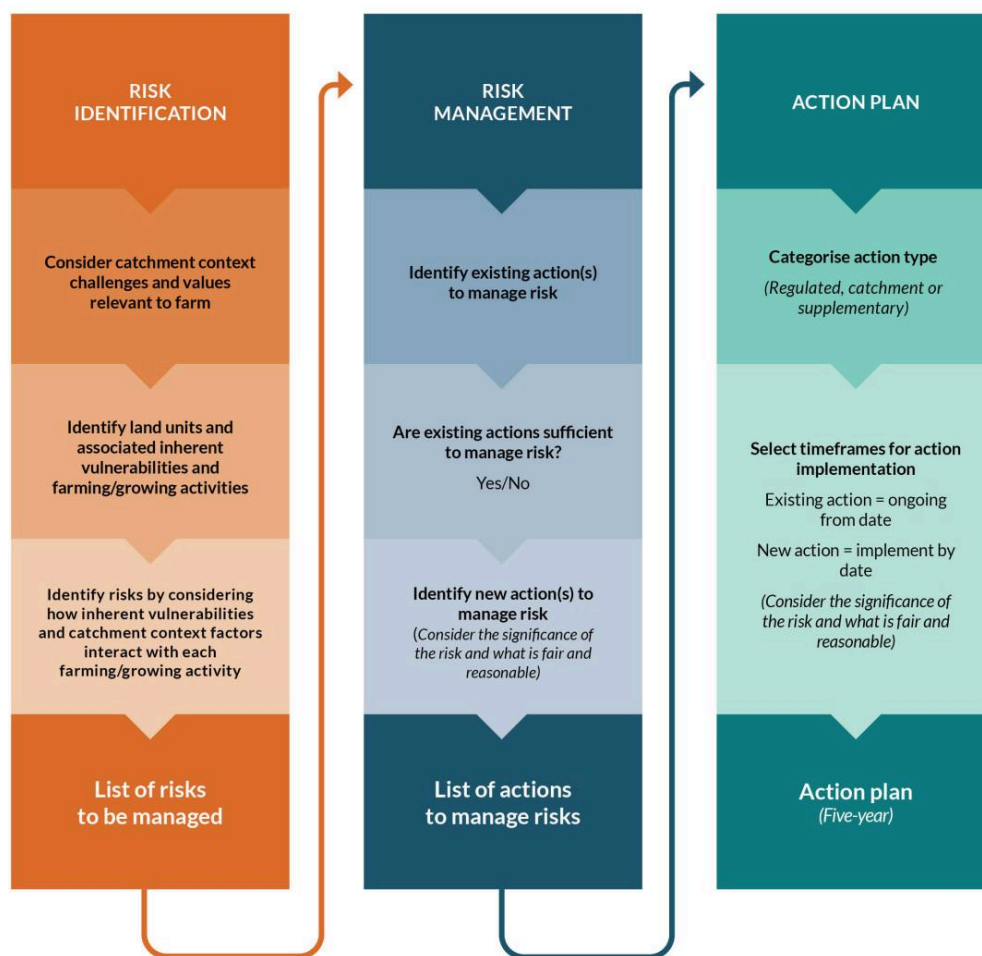 RISK
IDENTIFICATION
Consider catchment context
challenges and values
relevant to farm
Identify land units and
associated inherent
vulnerabilities and
farming/growing activities
Identify risks by considering
how inherent vulnerabilities
and catchment context factors
interact with each
farming/growing activity
List of risks
to be managed
RISK
MANAGEMENT
Identify existing action(s)
to manage risk
Are existing actions sufficient
to manage risk?
Yes/No
Identify new action(s) to
manage risk
(Consider the significance of
the risk and what is fair and
reasonable)
List of actions
to manage risks
ACTION PLAN
Categorise action type
(Regulated, catchment or
supplementary)
Select timeframes for action
implementation
Existing action = ongoing
from date
New action = implement by
date
(Consider the significance of
the risk and what is fair and
reasonable)
Action plan
(Five-year)